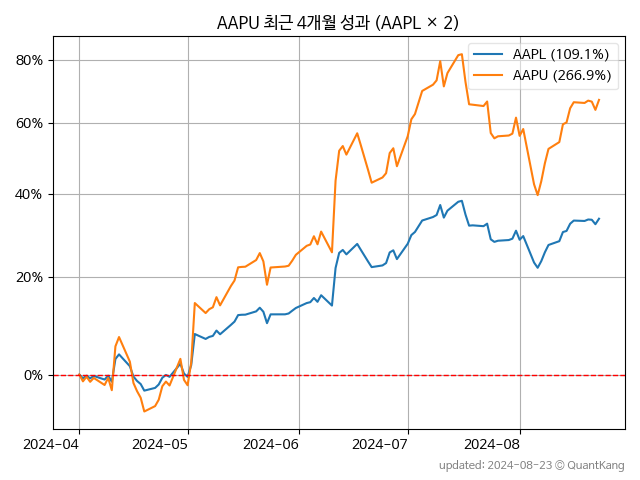 AAPU 최근 4개월 성과 (AAPL × 2)
AAPL (109.1%)
AAPU (266.9%)
80%
60%
40%
20%
0%
2024-04
2024-05
2024-06
2024-07
2024-08
updated: 2024-08-23 © QuantKang